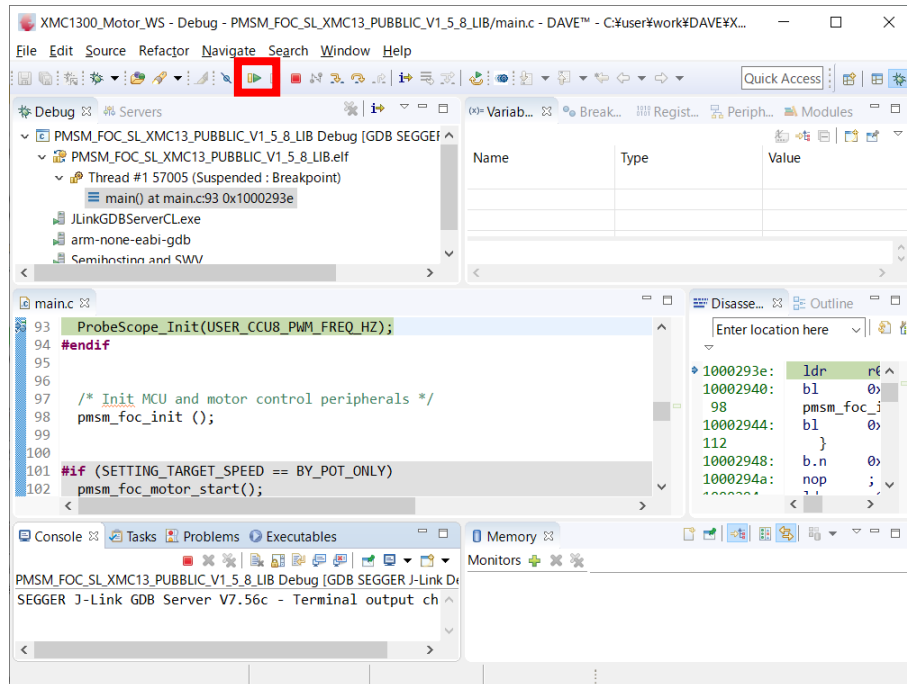 XMC1300_Motor_WS - Debug - PMSM_FOC_SL_XMC13_PUBBLIC_V1_5_8_LIB/main.c - DAVE™ - C:¥user¥work¥DAVE¥X...
File Edit Source Refactor Navigate Search Window Help
Quick Access
Debug Servers
PMSM_FOC_SL_XMC13_PUBBLIC_V1_5_8_LIB Debug [GDB SEGGER
PMSM_FOC_SL_XMC13_PUBBLIC_V1_5_8_LIB.elf
Thread #1 57005 (Suspended : Breakpoint)
main() at main.c:93 0x1000293e
JLinkGDBServerCL.exe
arm-none-eabi-gdb
Semihosting and SWV
(x)= Variab... Break... Regist... Periph... Modules
Name Type Value
main.c
93 ProbeScope_Init(USER_CCU8_PWM_FREQ_HZ);
94 #endif
95
96
97 /* Init MCU and motor control peripherals */
98 pmsm_foc_init ();
99
100
101 #if (SETTING_TARGET_SPEED == BY_POT_ONLY)
102 pmsm_foc_motor_start();
Disasse... Outline
Enter location here
1000293e: ldr
10002940: bl
98 pmsm_foc_i
10002944: bl
112 }
10002948: b.n
1000294a: nop ;
Console Tasks Problems Executables
PMSM_FOC_SL_XMC13_PUBBLIC_V1_5_8_LIB Debug [GDB SEGGER J-Link De
SEGGER J-Link GDB Server V7.56c - Terminal output ch
Memory
Monitors